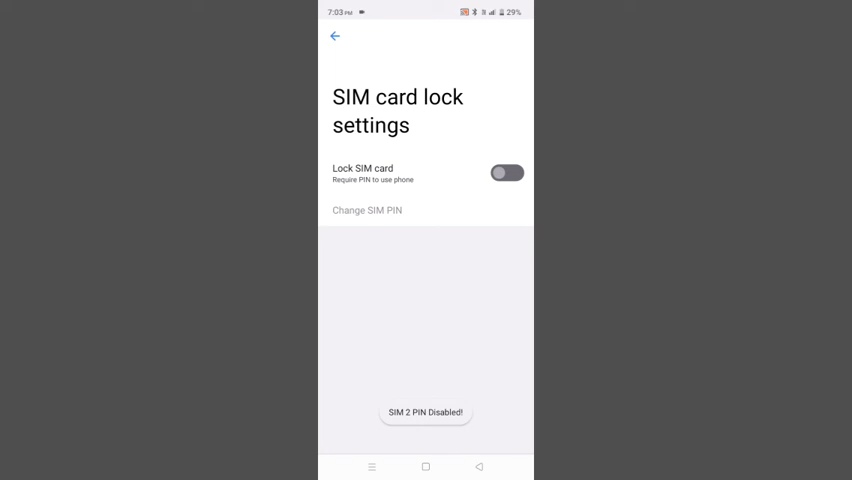 7:03 PM 29%
SIM card lock
settings
Lock SIM card
Require PIN to use phone
Change SIM PIN
SIM 2 PIN Disabled!